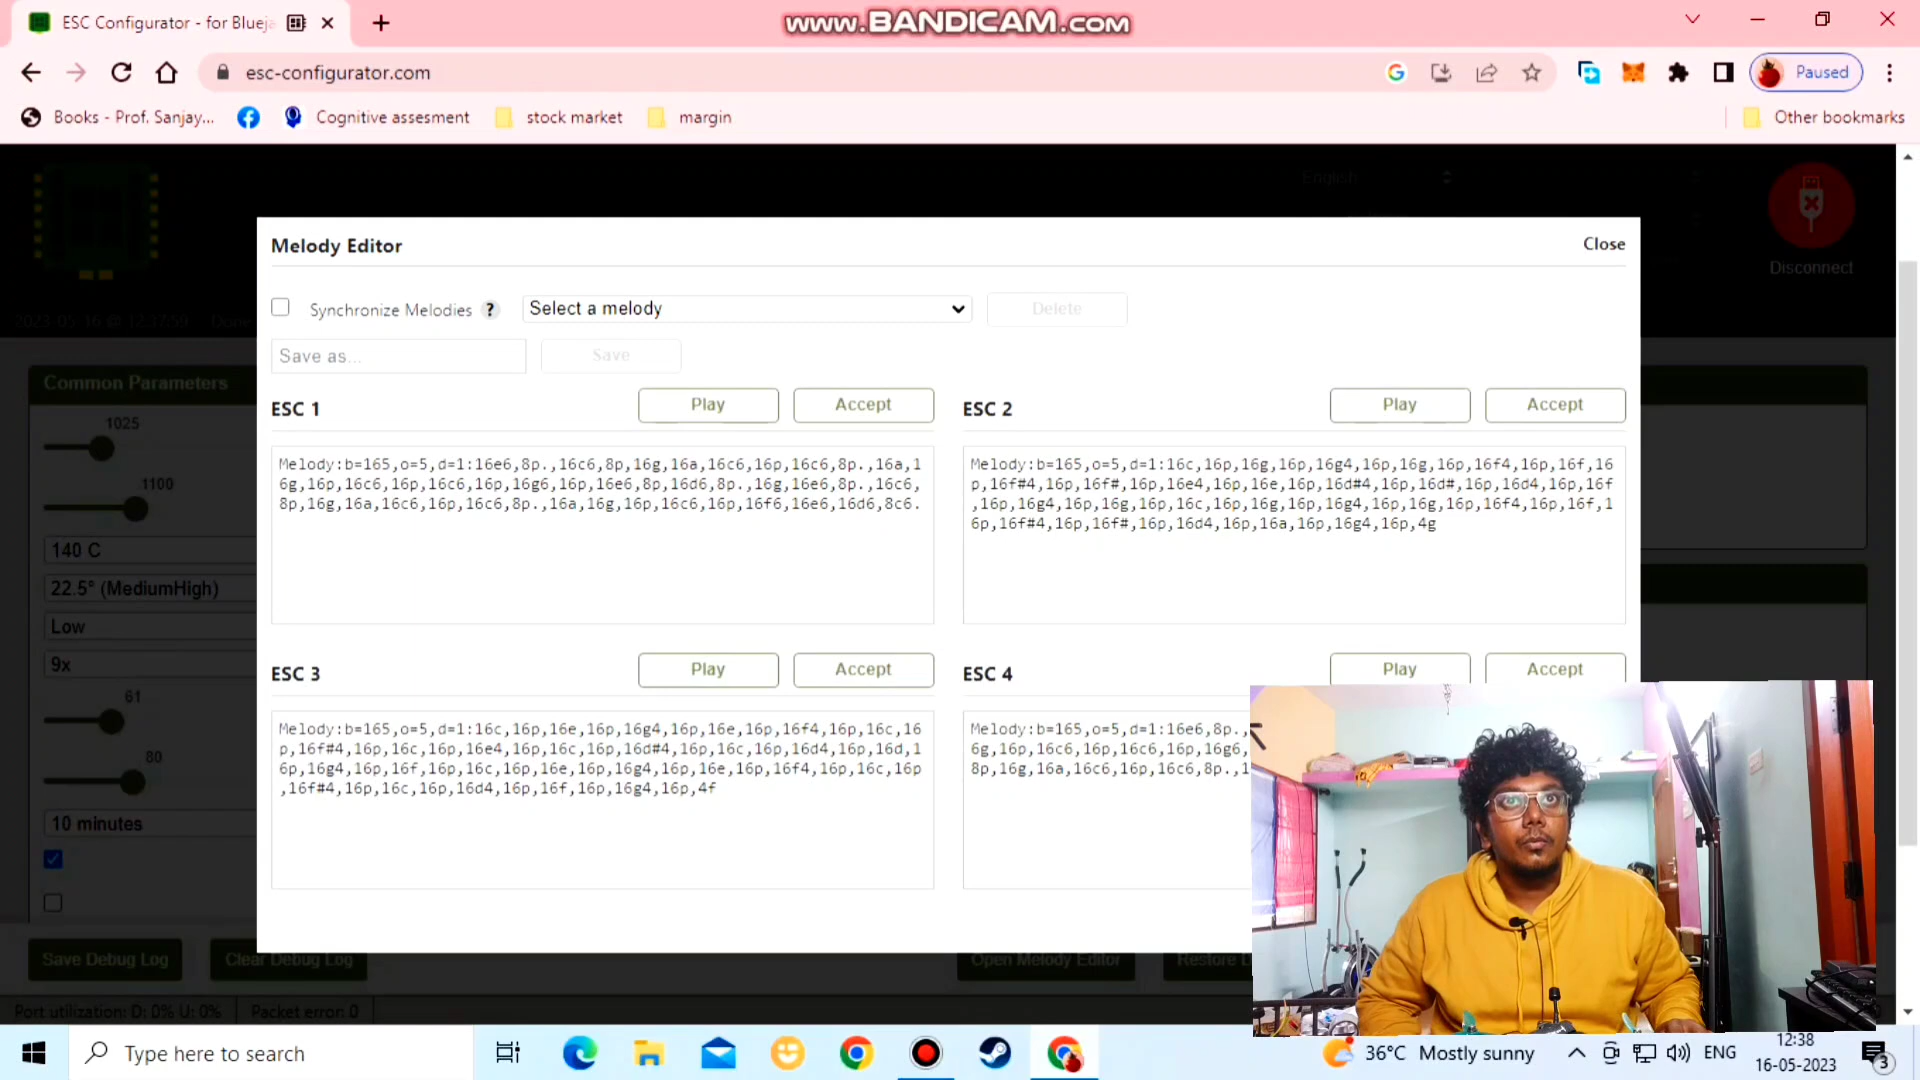 ESC Configurator - for Blueja
www.BANDICAM.com
esc-configurator.com
Paused
Books - Prof. Sanjay...
Cognitive assesment
stock market
margin
Other bookmarks
English
Disconnect
2023-05-16 @ 12:37:59
Melody Editor
Close
Synchronize Melodies ?
Select a melody
Delete
Save as...
Save
Common Parameters
1025
1100
140 C
22.5° (MediumHigh)
Low
9x
61
80
10 minutes
ESC 1
Play
Accept
Melody:b=165,o=5,d=1:16e6,8p.,16c6,8p,16g,16a,16c6,16p,16c6,8p.,16a,1
6g,16p,16c6,16p,16c6,16p,16g6,16p,16e6,8p,16d6,8p.,16g,16e6,8p.,16c6,
8p,16g,16a,16c6,16p,16c6,8p.,16a,16g,16p,16c6,16p,16f6,16e6,16d6,8c6.
ESC 2
Play
Accept
Melody:b=165,o=5,d=1:16c,16p,16g,16p,16g4,16p,16g,16p,16f4,16p,16f,16
p,16f#4,16p,16f#,16p,16e4,16p,16e,16p,16d#4,16p,16d#,16p,16d4,16p,16f
,16p,16g4,16p,16g,16p,16c,16p,16g,16p,16g4,16p,16g,16p,16f4,16p,16f,1
6p,16f#4,16p,16f#,16p,16d4,16p,16a,16p,16g4,16p,4g
ESC 3
Play
Accept
Melody:b=165,o=5,d=1:16c,16p,16e,16p,16g4,16p,16e,16p,16f4,16p,16c,16
p,16f#4,16p,16c,16p,16e4,16p,16c,16p,16d#4,16p,16c,16p,16d4,16p,16d,1
6p,16g4,16p,16f,16p,16c,16p,16e,16p,16g4,16p,16e,16p,16f4,16p,16c,16p
,16f#4,16p,16c,16p,16d4,16p,16f,16p,16g4,16p,4f
ESC 4
Play
Accept
Melody:b=165,o=5,d=1:16e6,8p.,
6g,16p,16c6,16p,16c6,16p,16g6,
8p,16g,16a,16c6,16p,16c6,8p.,1
Save Debug Log
Clear Debug Log
Open Melody Editor
Restore D
Port utilization: D: 0% U: 0%
Packet error: 0
Type here to search
36°C Mostly sunny
ENG
12:38
16-05-2023
3